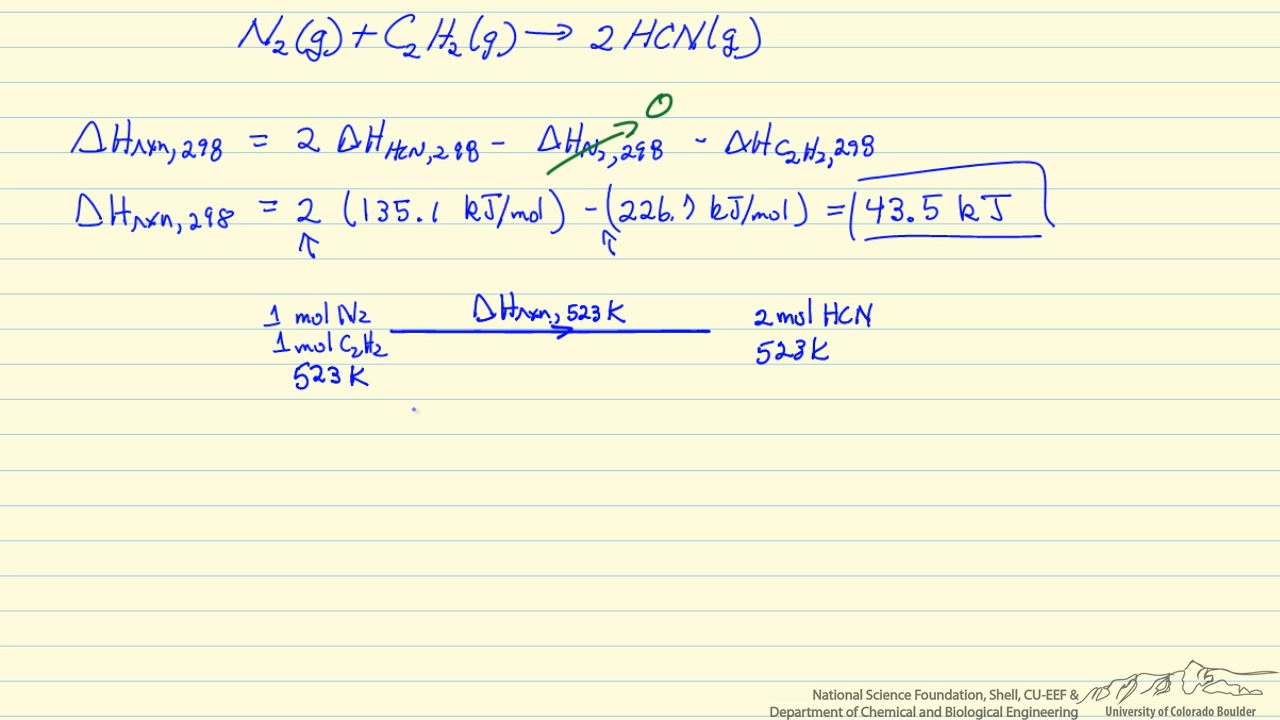 N₂(g) + C₂H₂(g) → 2 HCN(g)
0
ΔHrxn,298 = 2 ΔHHCN,298 - ΔHN₂,298 - ΔHC₂H₂,298
ΔHrxn,298 = 2 (135.1 kJ/mol) - (226.7 kJ/mol) = 43.5 kJ
1 mol N₂ ΔHrxn, 523K 2 mol HCN
1 mol C₂H₂ 523K
523 K
National Science Foundation, Shell, CU-EEF &
Department of Chemical and Biological Engineering University of Colorado Boulder